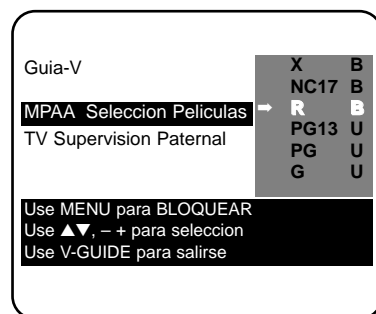 Guia-V
MPAA Seleccion Peliculas ➡
TV Supervision Paternal
X B
NC17 B
R B
PG13 U
PG U
G U
Use MENU para BLOQUEAR
Use ▲▼, – + para seleccion
Use V-GUIDE para salirse